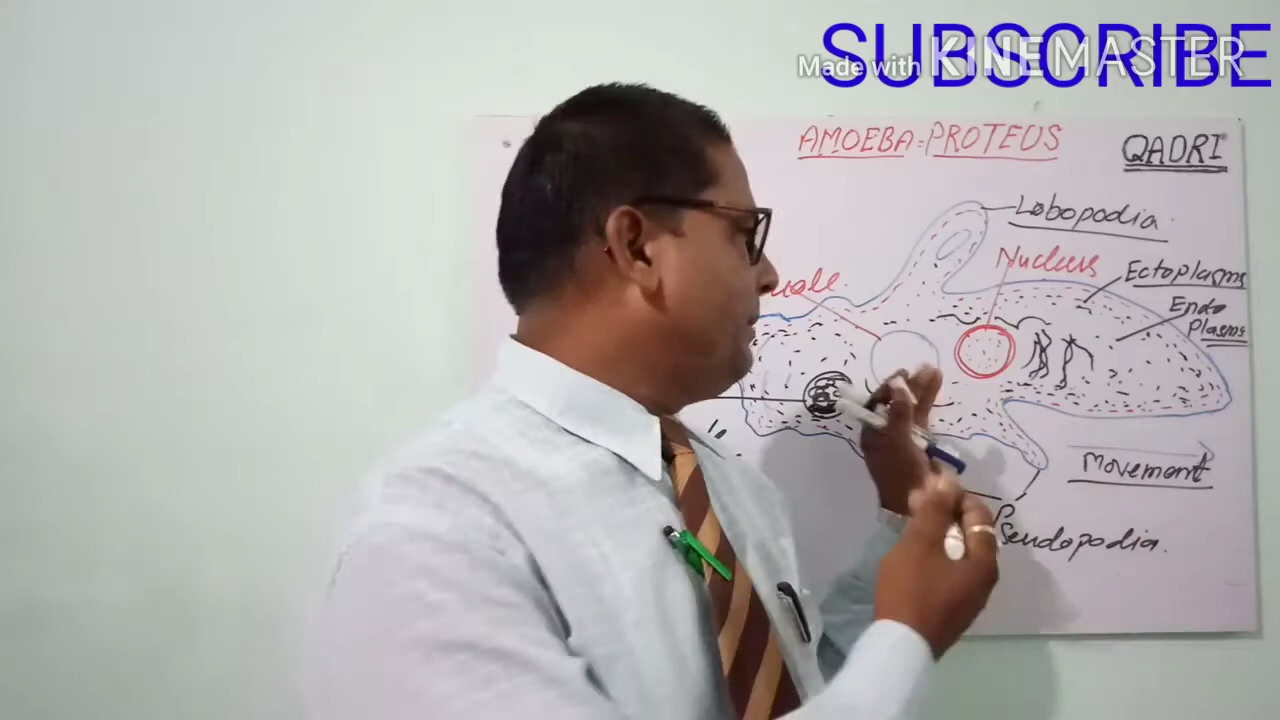 SUBSCRIBE
Made with KINEMASTER
AMOEBA = PROTEUS
QADRI
Lobopodia
Nucleus
Ectoplasms
Endo
Plasms
Movement
Pseudopodia.